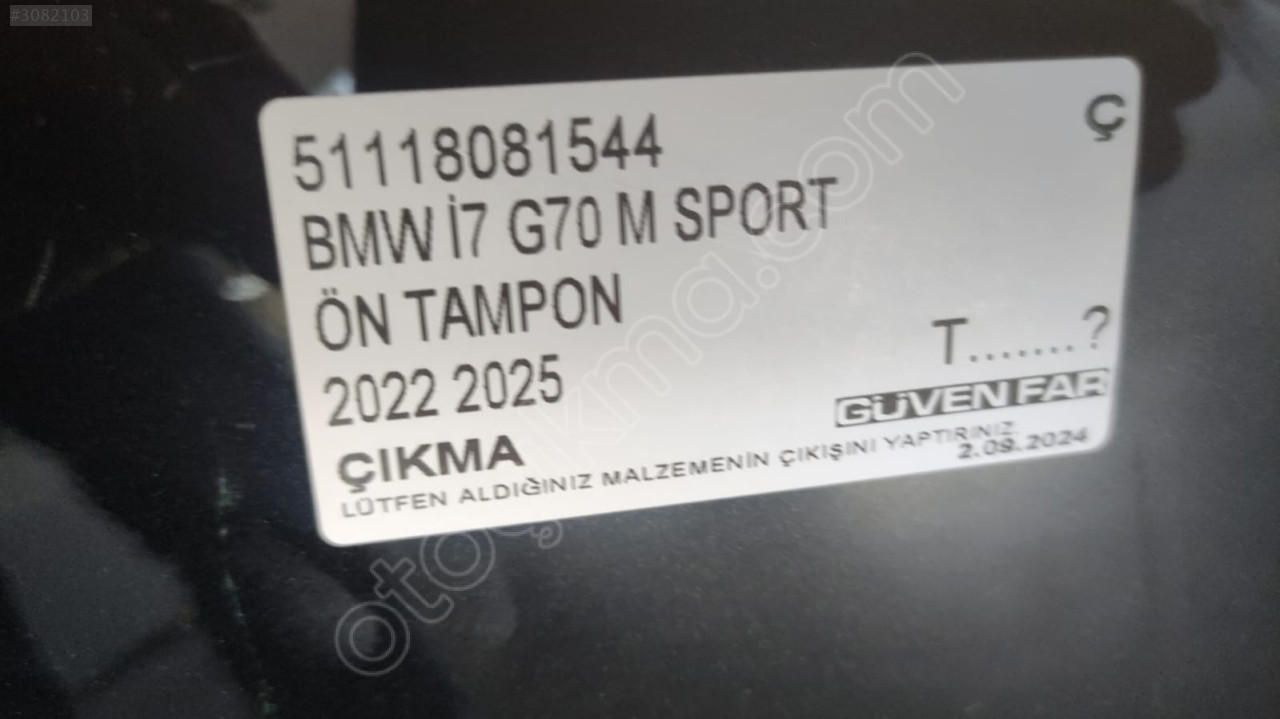 #3082103
Ç
51118081544
BMW İ7 G70 M SPORT
ÖN TAMPON
2022 2025
T.......?
GÜVEN FAR
ÇIKMA
LÜTFEN ALDIĞINIZ MALZEMENİN ÇIKIŞINI YAPTIRINIZ
2.09.2024
otoçıkma.com